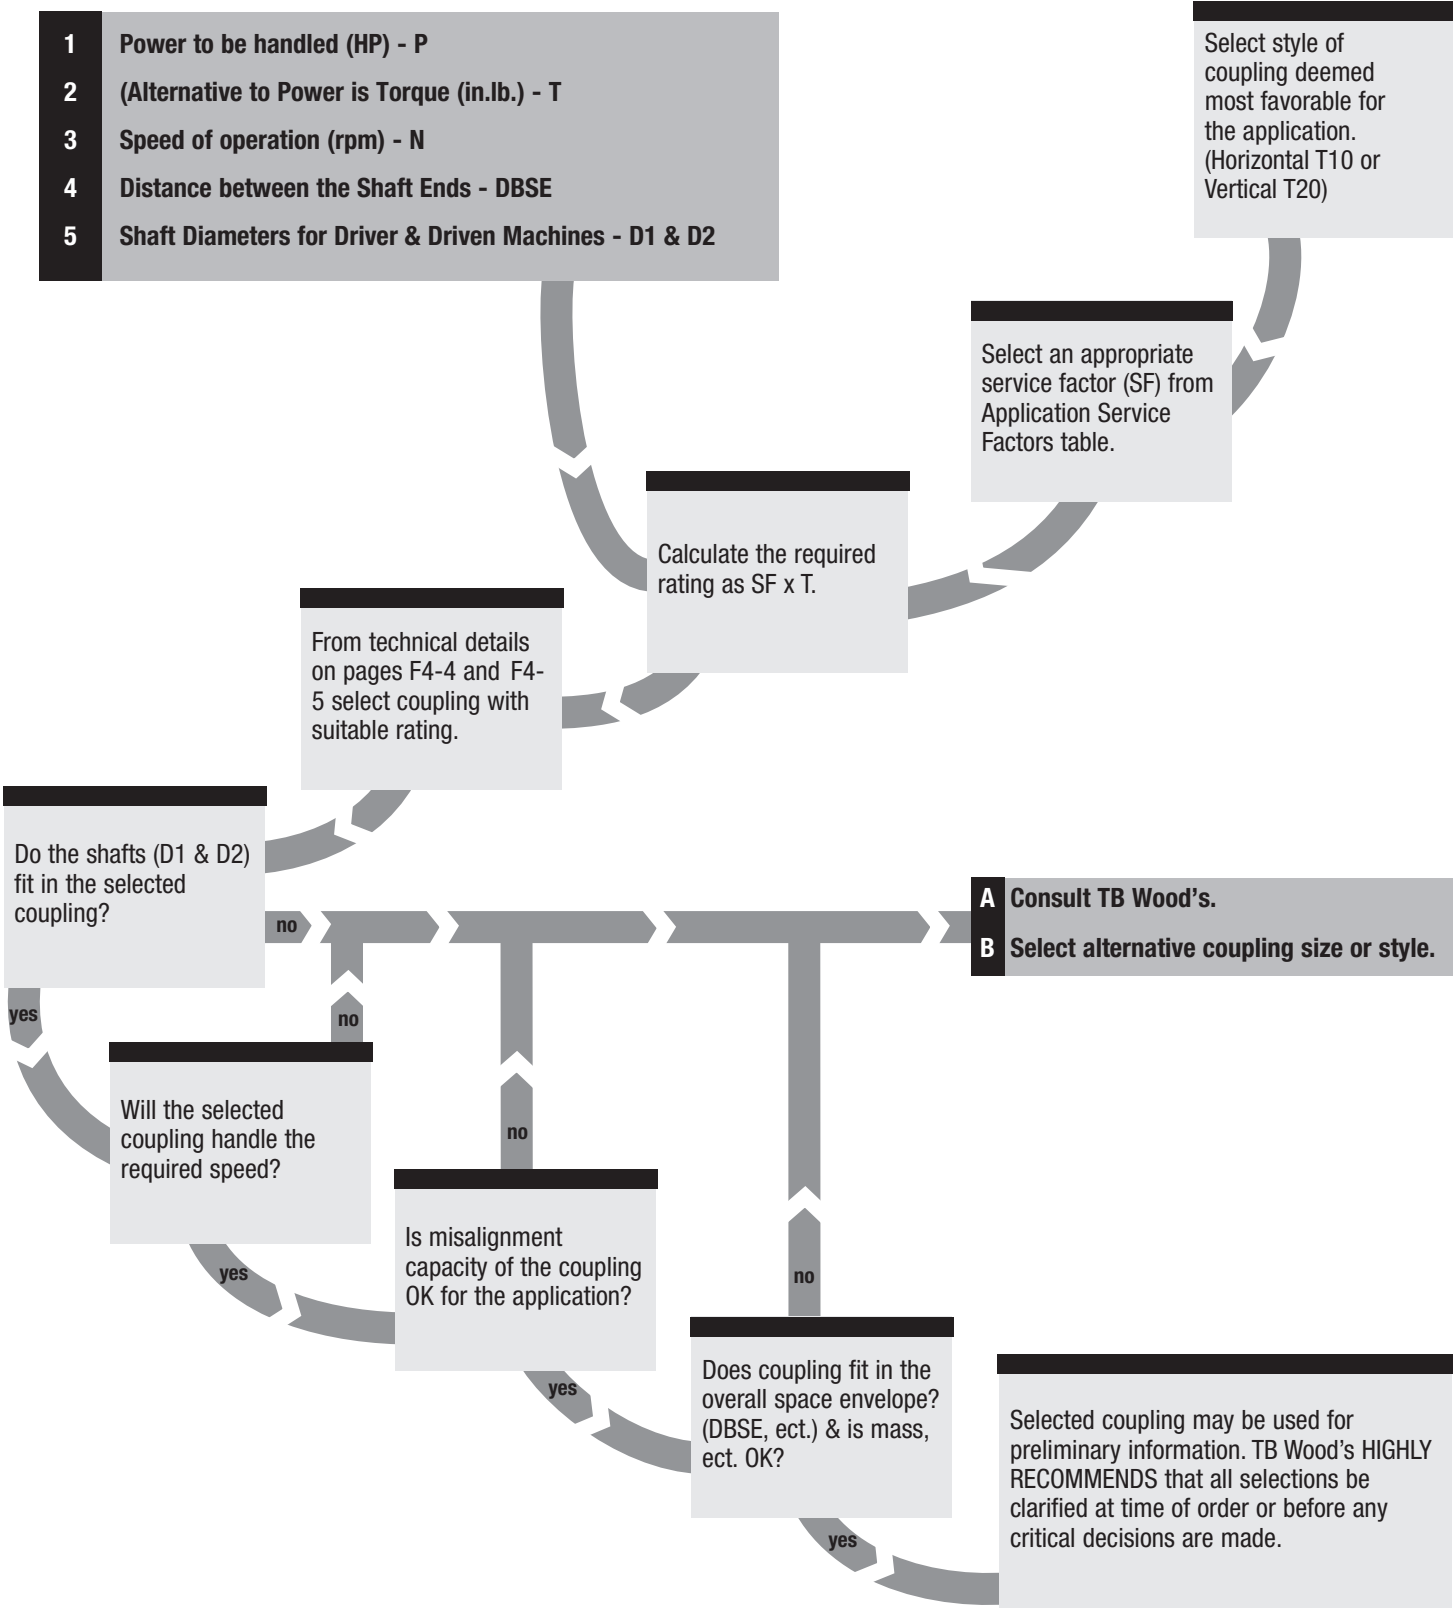 1 Power to be handled (HP) - P
2 (Alternative to Power is Torque (in.lb.) - T
3 Speed of operation (rpm) - N
4 Distance between the Shaft Ends - DBSE
5 Shaft Diameters for Driver & Driven Machines - D1 & D2
Select style of
coupling deemed
most favorable for
the application.
(Horizontal T10 or
Vertical T20)
Select an appropriate
service factor (SF) from
Application Service
Factors table.
Calculate the required
rating as SF x T.
From technical details
on pages F4-4 and F4-
5 select coupling with
suitable rating.
Do the shafts (D1 & D2)
fit in the selected
coupling?
no
A Consult TB Wood's.
B Select alternative coupling size or style.
yes
no
Will the selected
coupling handle the
required speed?
no
yes
Is misalignment
capacity of the coupling
OK for the application?
no
yes
Does coupling fit in the
overall space envelope?
(DBSE, ect.) & is mass,
ect. OK?
yes
Selected coupling may be used for
preliminary information. TB Wood's HIGHLY
RECOMMENDS that all selections be
clarified at time of order or before any
critical decisions are made.